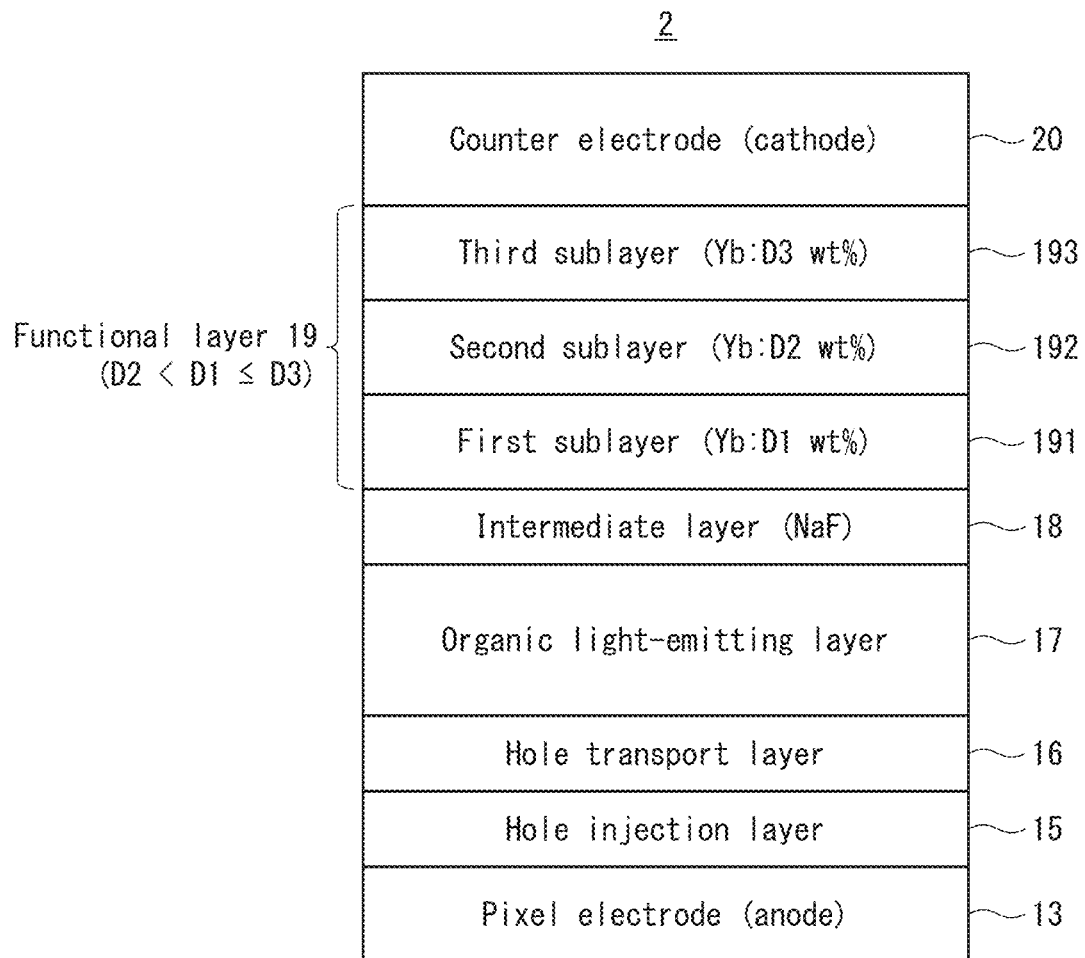 2
Counter electrode (cathode) 20
Third sublayer (Yb:D3 wt%) 193
Functional layer 19
(D2 < D1 ≤ D3)
Second sublayer (Yb:D2 wt%) 192
First sublayer (Yb:D1 wt%) 191
Intermediate layer (NaF) 18
Organic light-emitting layer 17
Hole transport layer 16
Hole injection layer 15
Pixel electrode (anode) 13